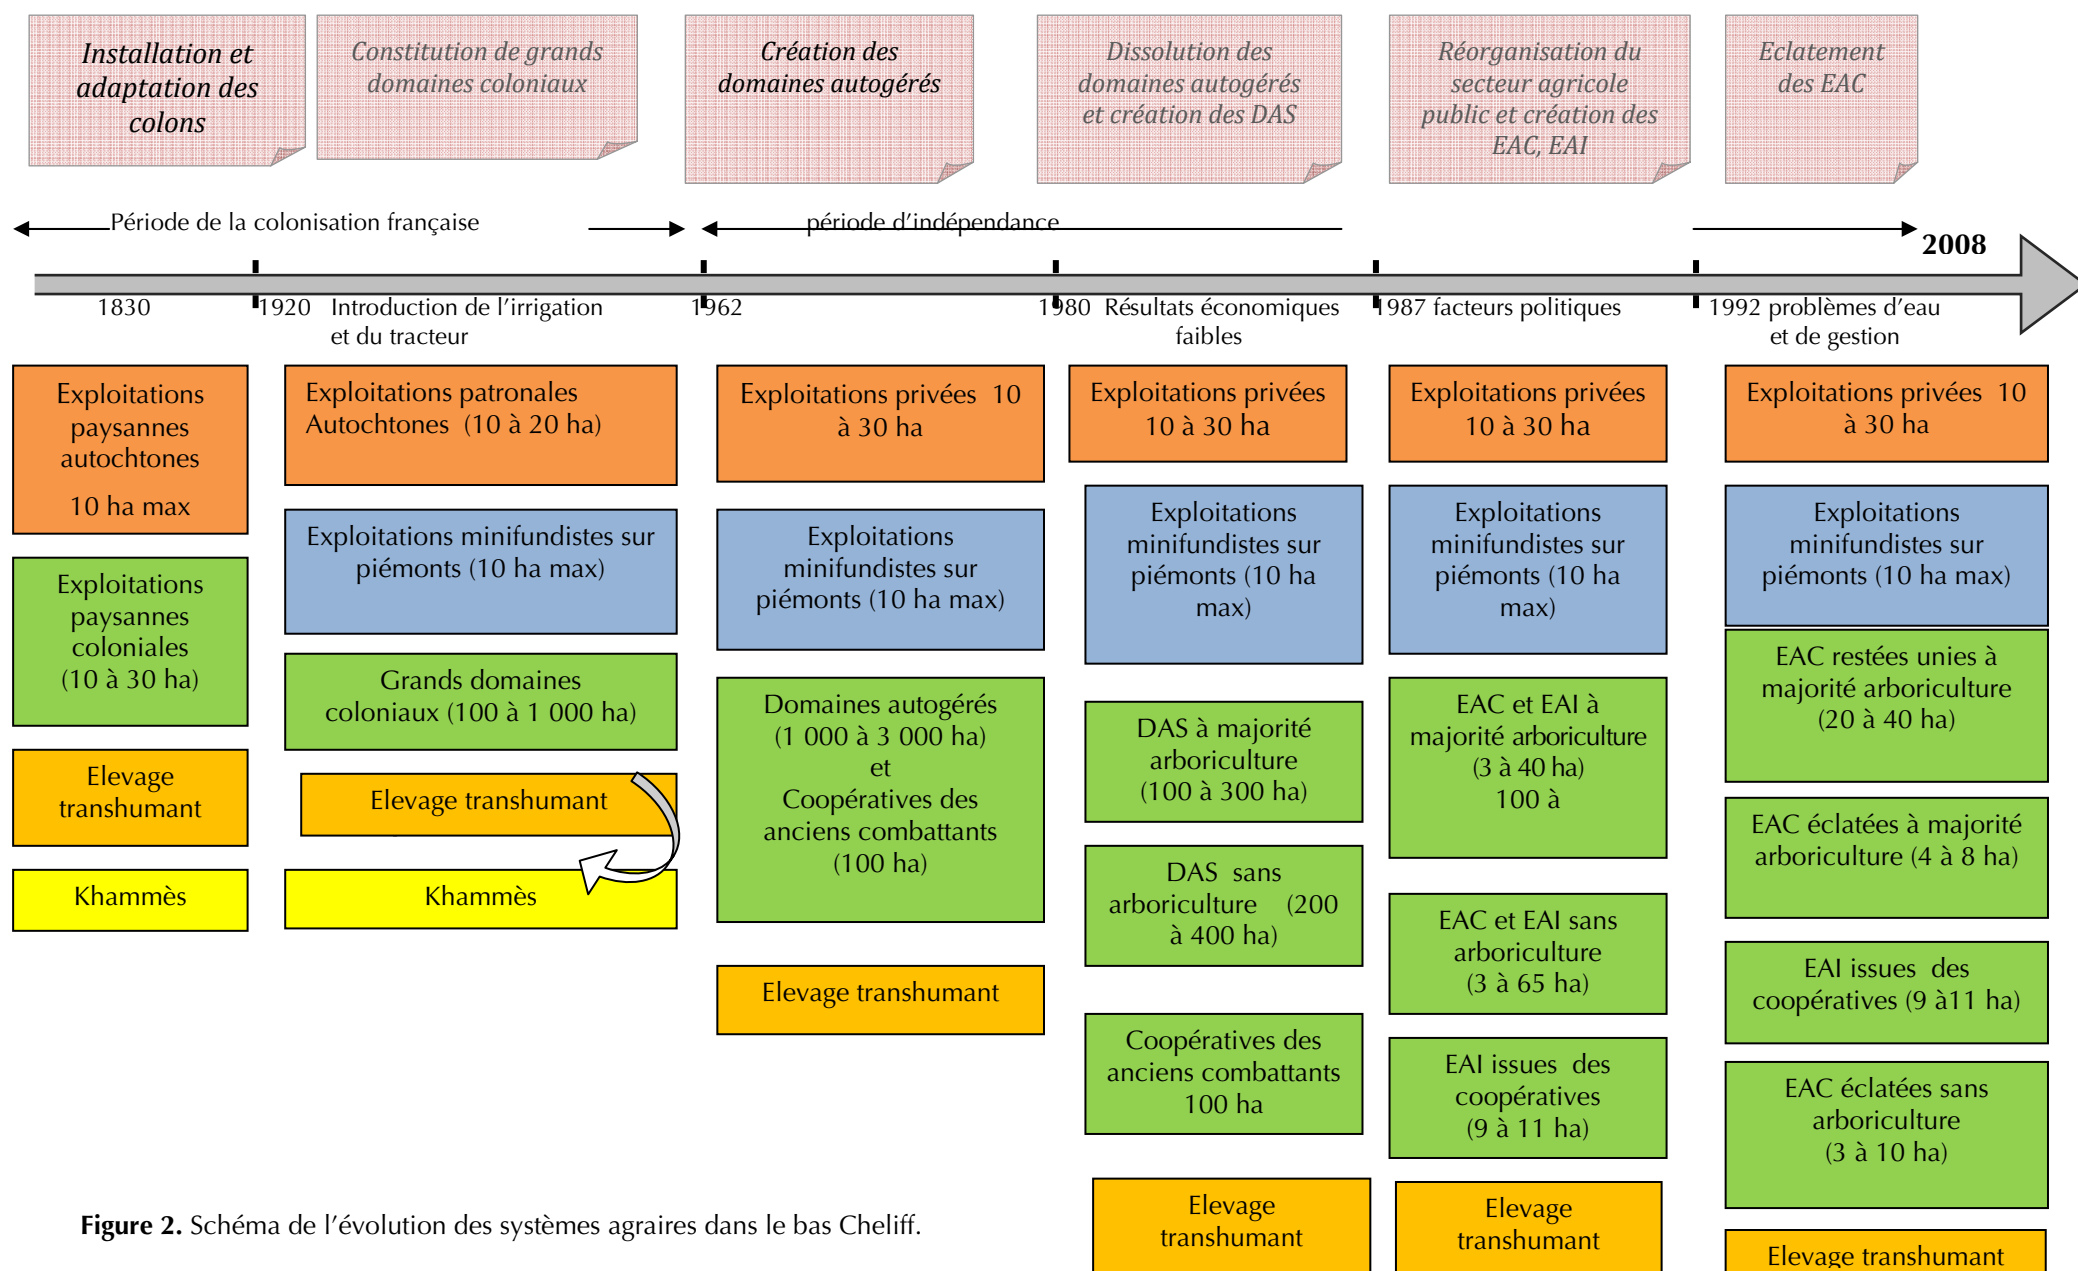 Installation et
adaptation des
colons
Constitution de grands
domaines coloniaux
Création des
domaines autogérés
Dissolution des
domaines autogérés
et création des DAS
Réorganisation du
secteur agricole
public et création des
EAC, EAI
Eclatement
des EAC
Période de la colonisation française
période d'indépendance
2008
1830
1920 Introduction de l'irrigation
et du tracteur
1962
1980 Résultats économiques
faibles
1987 facteurs politiques
1992 problèmes d'eau
et de gestion
Exploitations
paysannes
autochtones
10 ha max
Exploitations
paysannes
coloniales
(10 à 30 ha)
Elevage
transhumant
Khammès
Exploitations patronales
Autochtones (10 à 20 ha)
Exploitations minifundistes sur
piémonts (10 ha max)
Grands domaines
coloniaux (100 à 1 000 ha)
Elevage transhumant
Khammès
Exploitations privées 10
à 30 ha
Exploitations
minifundistes sur
piémonts (10 ha max)
Domaines autogérés
(1 000 à 3 000 ha)
et
Coopératives des
anciens combattants
(100 ha)
Elevage transhumant
Exploitations privées
10 à 30 ha
Exploitations
minifundistes sur
piémonts (10 ha
max)
DAS à majorité
arboriculture
(100 à 300 ha)
DAS sans
arboriculture (200
à 400 ha)
Coopératives des
anciens combattants
100 ha
Elevage
transhumant
Exploitations privées
10 à 30 ha
Exploitations
minifundistes sur
piémonts (10 ha
max)
EAC et EAI à
majorité arboriculture
(3 à 40 ha)
100 à
EAC et EAI sans
arboriculture
(3 à 65 ha)
EAI issues des
coopératives
(9 à 11 ha)
Elevage
transhumant
Exploitations privées 10
à 30 ha
Exploitations
minifundistes sur
piémonts (10 ha max)
EAC restées unies à
majorité arboriculture
(20 à 40 ha)
EAC éclatées à majorité
arboriculture (4 à 8 ha)
EAI issues des
coopératives (9 à11 ha)
EAC éclatées sans
arboriculture
(3 à 10 ha)
Elevage transhumant
Figure 2. Schéma de l'évolution des systèmes agraires dans le bas Cheliff.